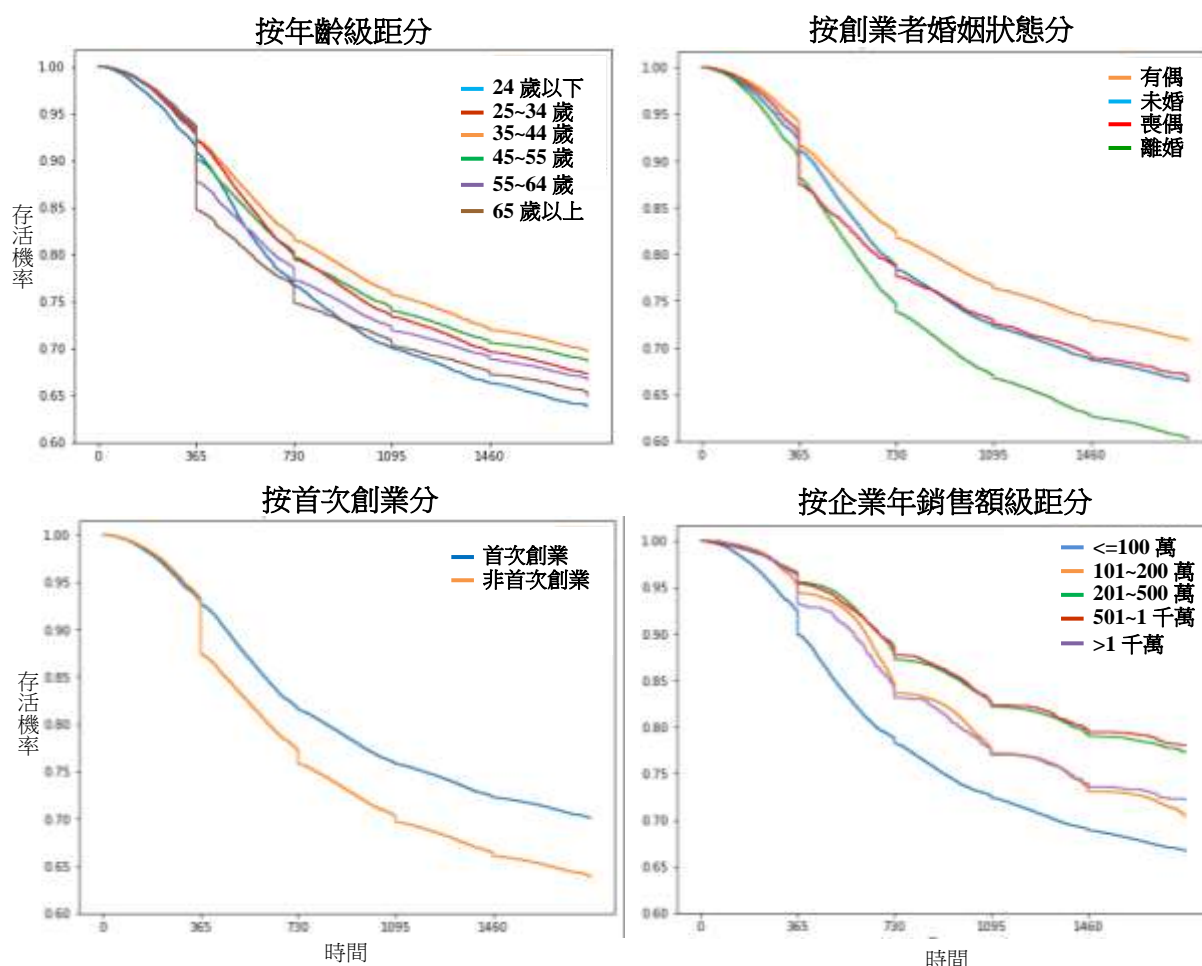 按年齡級距分
1.00
0.95
0.90
0.85
0.80
0.75
0.70
0.65
0.60
0
365
730
1095
1460
24 歲以下
25~34 歲
35~44 歲
45~55 歲
55~64 歲
65 歲以上
存活機率
按創業者婚姻狀態分
1.00
0.95
0.90
0.85
0.80
0.75
0.70
0.65
0.60
0
365
730
1095
1460
有偶
未婚
喪偶
離婚
按首次創業分
1.00
0.95
0.90
0.85
0.80
0.75
0.70
0.65
0.60
0
365
730
1095
1460
首次創業
非首次創業
存活機率
時間
按企業年銷售額級距分
1.00
0.95
0.90
0.85
0.80
0.75
0.70
0.65
0.60
0
365
730
1095
1460
<=100 萬
101~200 萬
201~500 萬
501~1 千萬
>1 千萬
時間